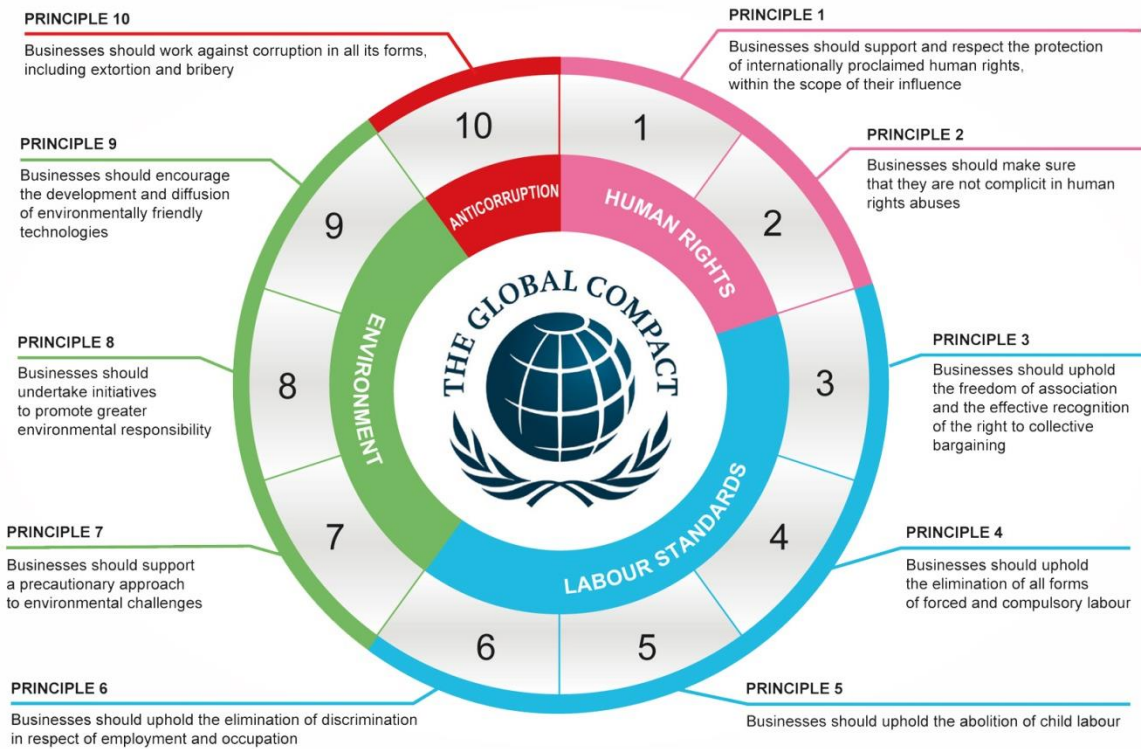 PRINCIPLE 1
Businesses should support and respect the protection
of internationally proclaimed human rights,
within the scope of their influence
PRINCIPLE 2
Businesses should make sure
that they are not complicit in human
rights abuses
PRINCIPLE 3
Businesses should uphold
the freedom of association
and the effective recognition
of the right to collective
bargaining
PRINCIPLE 4
Businesses should uphold
the elimination of all forms
of forced and compulsory labour
PRINCIPLE 5
Businesses should uphold the abolition of child labour
PRINCIPLE 6
Businesses should uphold the elimination of discrimination
in respect of employment and occupation
PRINCIPLE 7
Businesses should support
a precautionary approach
to environmental challenges
PRINCIPLE 8
Businesses should
undertake initiatives
to promote greater
environmental responsibility
PRINCIPLE 9
Businesses should encourage
the development and diffusion
of environmentally friendly
technologies
PRINCIPLE 10
Businesses should work against corruption in all its forms,
including extortion and bribery
1
2
3
4
5
6
7
8
9
10
HUMAN RIGHTS
LABOUR STANDARDS
ENVIRONMENT
ANTICORRUPTION
THE GLOBAL COMPACT